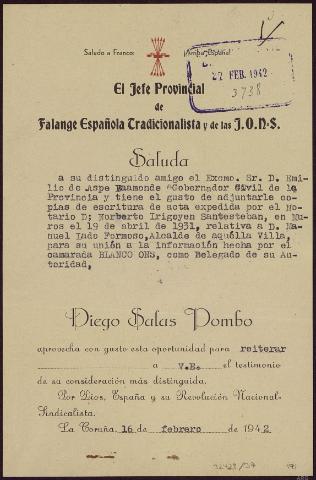 Saludo a Franco: ¡Arriba España!
27 FEB. 1942
3738
El Jefe Provincial
de
Falange Española Tradicionalista y de las J.O.N-S.
Saluda
a su distinguido amigo el Excmo. Sr. D. Emi-
lio de Aspe Baamonde "Gobernador Civil de la
Provincia y tiene el gusto de adjuntarle co-
pias de escritura de acta expedida por el No-
tario D; Norberto Irigoyen Santesteban, en Mu-
ros el 19 de abril de 1931, relativa a D. Ma-
nuel Lado Formoso, Alcalde de aquélla Villa,
para su unión a la información hecha por el
camarada BLANCO ONS, como Delegado de su Au-
toridad,
Diego Salas Pombo
aprovecha con gusto esta oportunidad para reiterar
a V.E. el testimonio
de su consideración más distinguida.
Por Dios, España y su Revolución Nacional-
Sindicalista.
La Coruña, 16 de febrero de 1942